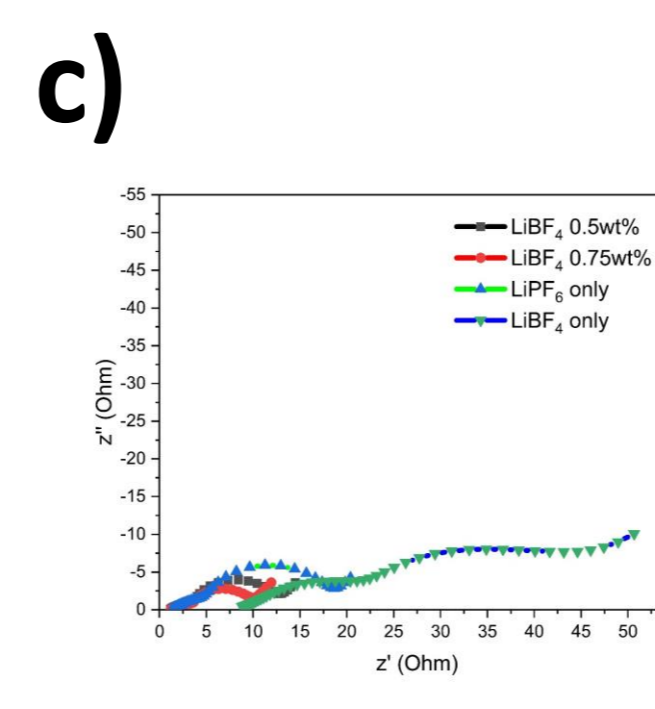 c)
-55
-50
-45
-40
-35
-30
-25
-20
-15
-10
-5
0
z'' (Ohm)
LiBF₄ 0.5wt%
LiBF₄ 0.75wt%
LiPF₆ only
LiBF₄ only
0 5 10 15 20 25 30 35 40 45 50
z' (Ohm)